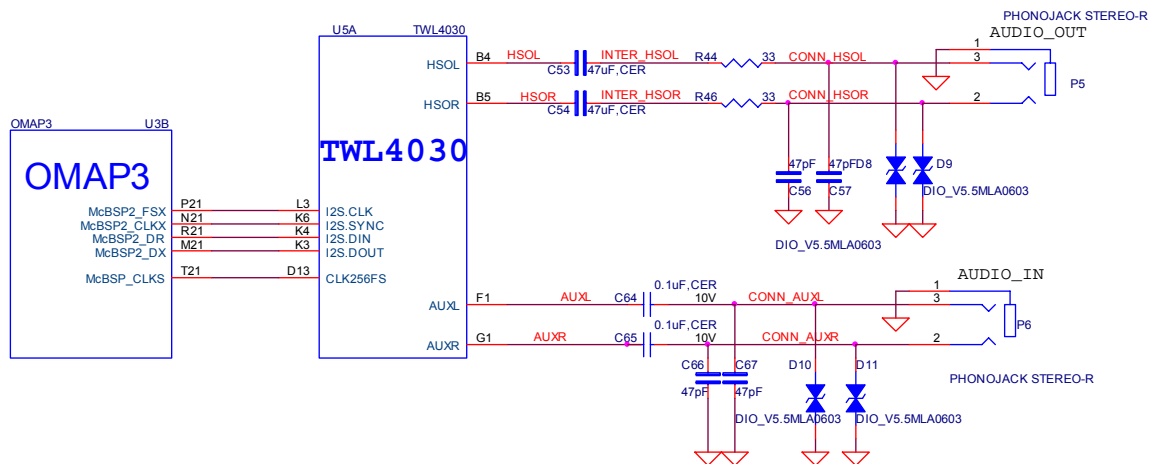 PHONOJACK STEREO-R
AUDIO_OUT
U5A TWL4030
HSOL B4 HSOL INTER_HSOL R44 33 CONN_HSOL 1
3
C53 47uF,CER
P5
HSOR B5 HSOR INTER_HSOR R46 33 CONN_HSOR 2
C54 47uF,CER
OMAP3 U3B
OMAP3
TWL4030
47pF 47pF D8 D9
C56 C57 DIO_V5.5MLA0603
DIO_V5.5MLA0603
McBSP2_FSX P21 L3 I2S.CLK
McBSP2_CLKX N21 K6 I2S.SYNC
McBSP2_DR R21 K4 I2S.DIN
McBSP2_DX M21 K3 I2S.DOUT
McBSP_CLKS T21 D13 CLK256FS
AUDIO_IN
0.1uF,CER
AUXL F1 AUXL C64 10V CONN_AUXL 1
3
0.1uF,CER
P6
AUXR G1 AUXR C65 10V CONN_AUXR 2
C66 C67 D10 D11
PHONOJACK STEREO-R
47pF 47pF
DIO_V5.5MLA0603 DIO_V5.5MLA0603